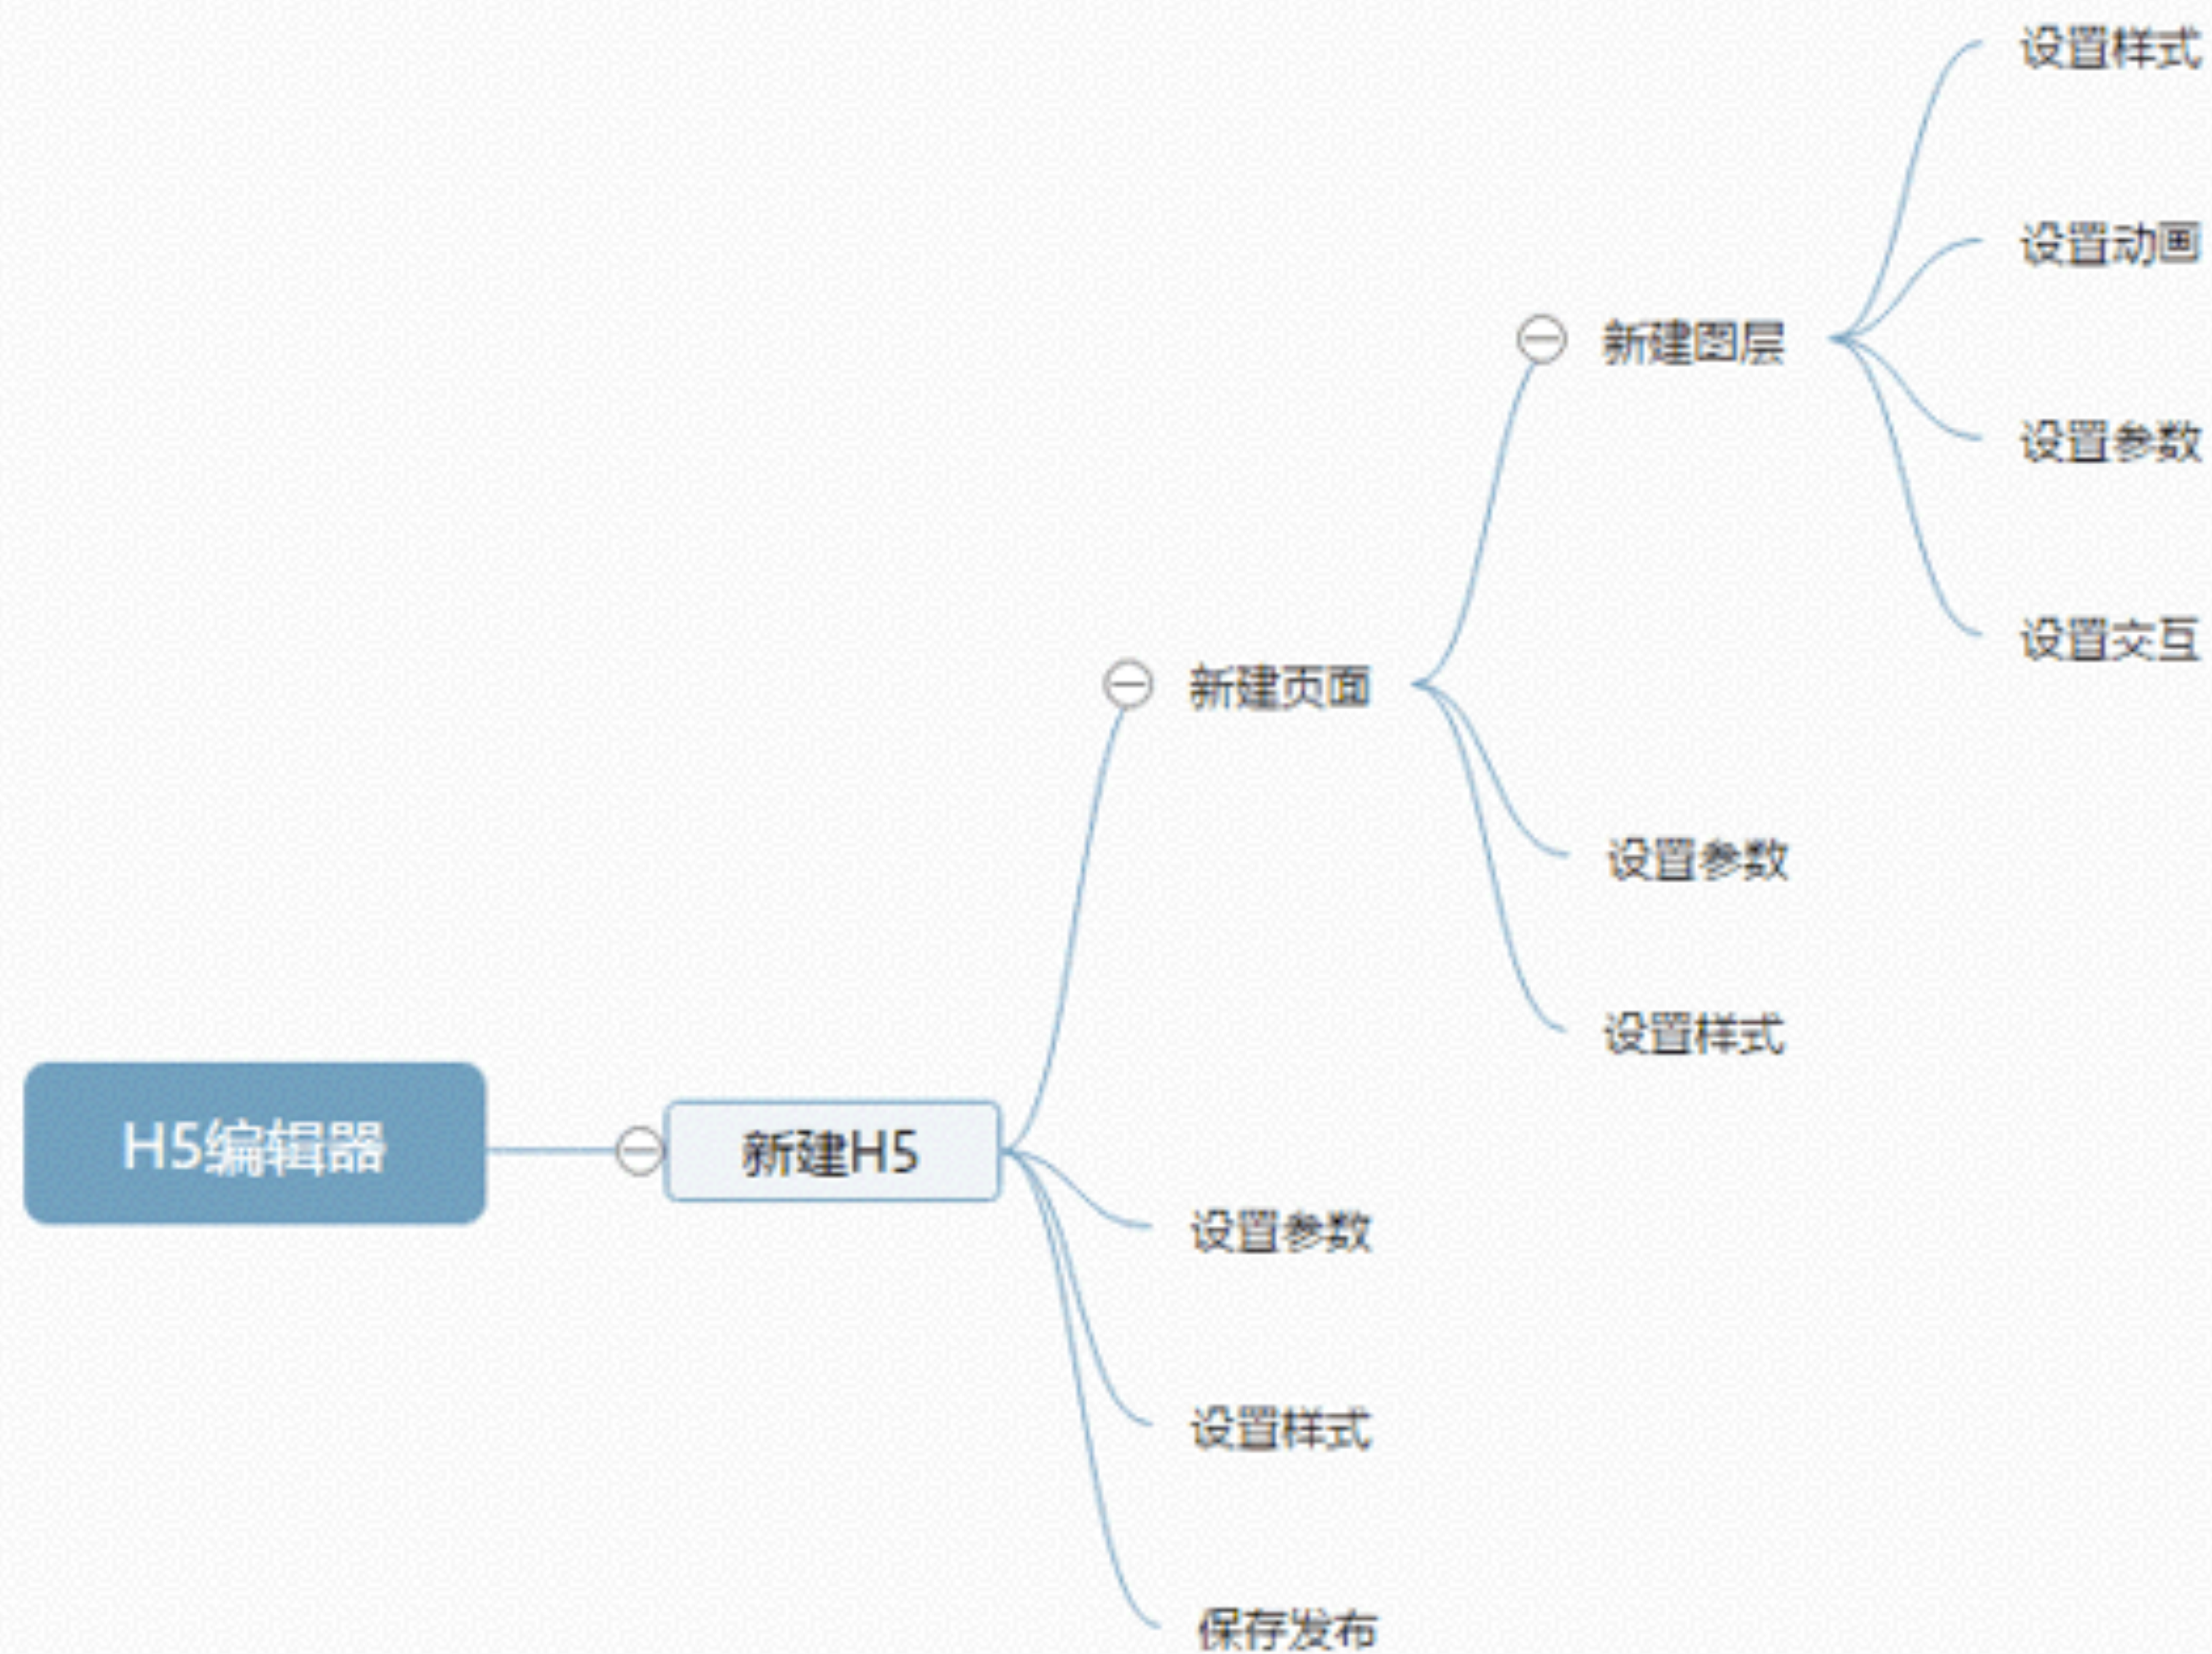 设置样式
设置动画
新建图层
设置参数
设置交互
新建页面
设置参数
设置样式
H5编辑器
新建H5
设置参数
设置样式
保存发布